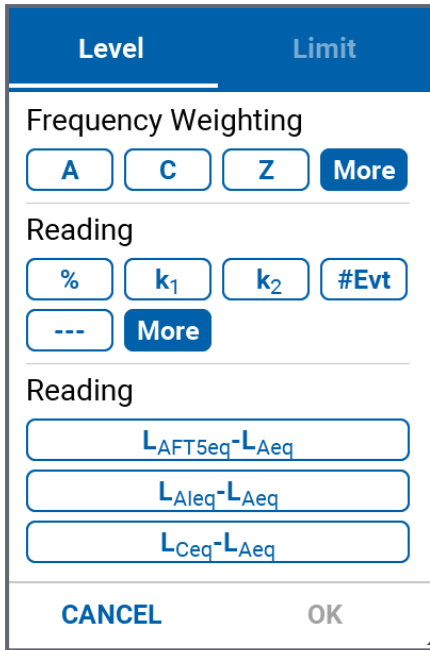 Level Limit
Frequency Weighting
A C Z More
Reading
% k₁ k₂ #Evt
--- More
Reading
LAFT5eq-LAeq
LAIeq-LAeq
LCeq-LAeq
CANCEL OK